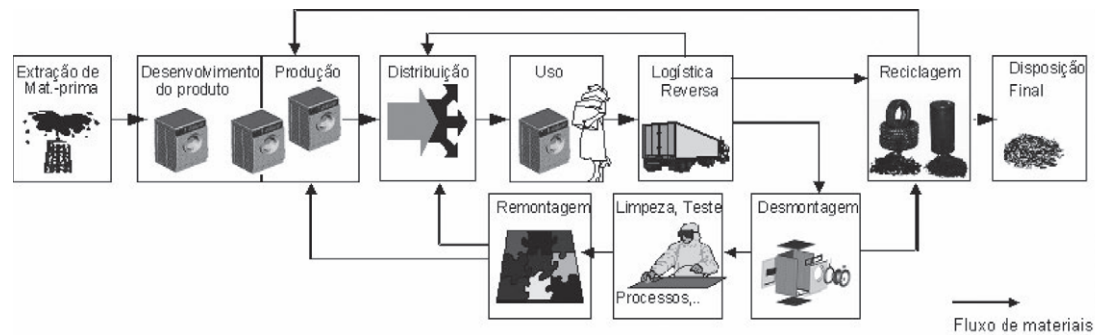 Extração de
Mat.-prima
Desenvolvimento
do produto
Produção
Distribuição
Uso
Logística
Reversa
Reciclagem
Disposição
Final
Remontagem
Limpeza, Teste
Processos,..
Desmontagem
Fluxo de materiais